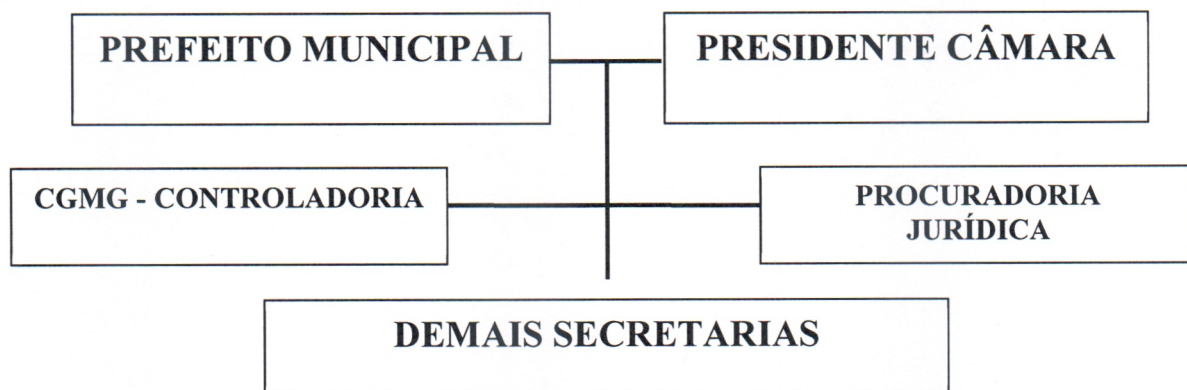 PREFEITO MUNICIPAL
PRESIDENTE CÂMARA
CGMG - CONTROLADORIA
PROCURADORIA
JURÍDICA
DEMAIS SECRETARIAS